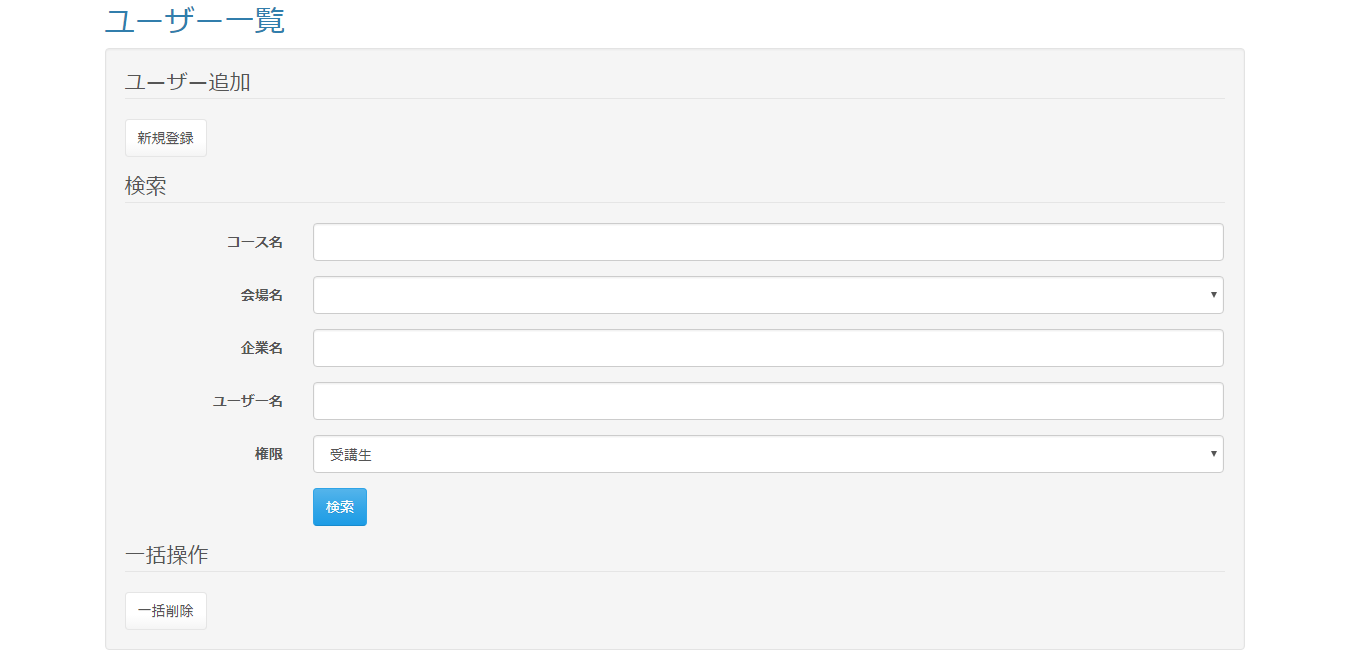 ユーザー一覧
ユーザー追加
新規登録
検索
コース名
会場名
企業名
ユーザー名
権限 受講生
検索
一括操作
一括削除